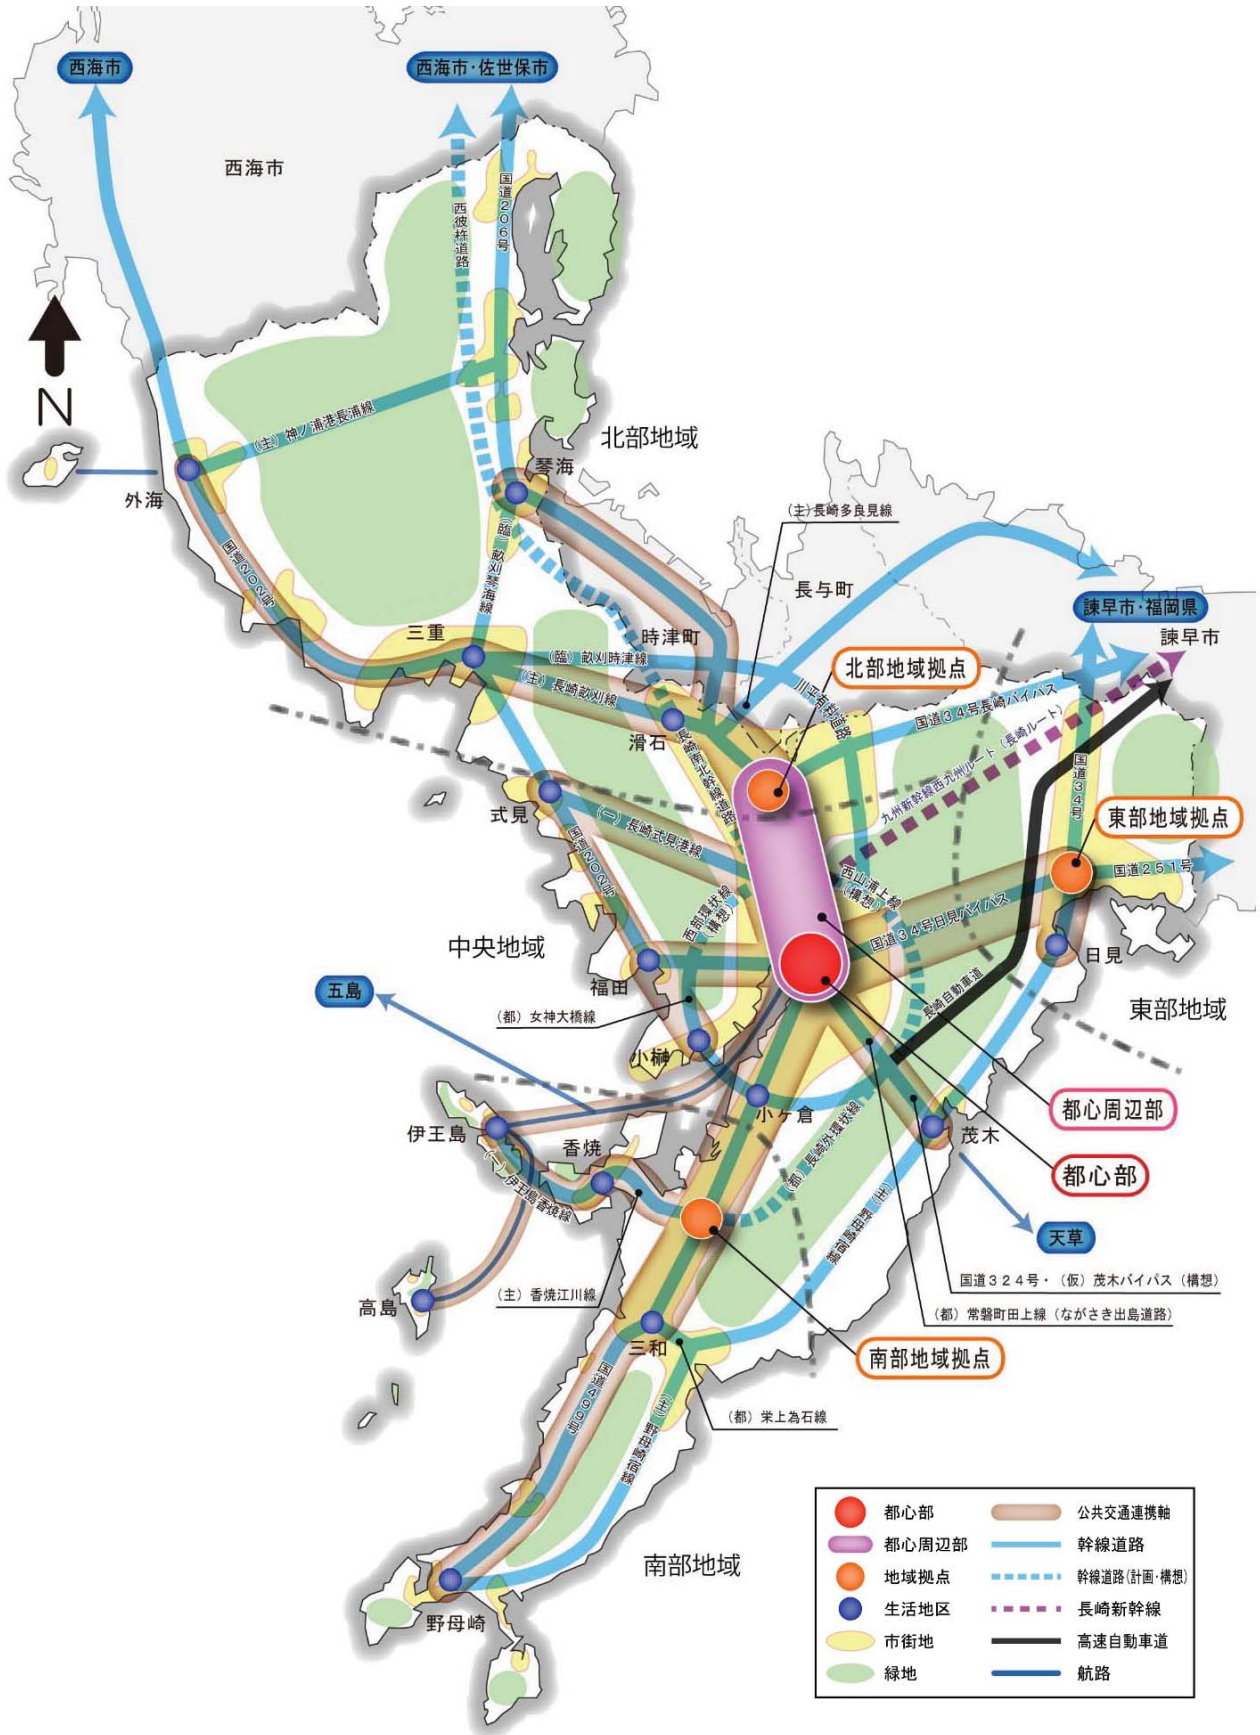 西海市
西海市・佐世保市
西海市
国道206号
西彼杵道路
N
(主)神ノ浦港長浦線
北部地域
琴海
外海
(主)長崎多良見線
国道202号
(臨)畝刈琴海線
長与町
諫早市・福岡県
諫早市
三重
時津町
(臨)畝刈時津線
北部地域拠点
(主)長崎畝刈線
川平有料道路
国道34号長崎バイパス
滑石
長崎南北幹線道路
九州新幹線西九州ルート(長崎ルート)
国道34号
式見
(一)長崎式見港線
東部地域拠点
国道202号
西山浦上線
(構想)
国道251号
西部環状線
(構想)
国道34号日見バイパス
中央地域
日見
福田
長崎自動車道
五島
東部地域
(都)女神大橋線
小榊
小ヶ倉
都心周辺部
伊王島
茂木
香焼
(都)長崎外環状線
都心部
(一)伊王島香焼線
(主)野母崎宿線
天草
国道324号・(仮)茂木バイパス(構想)
高島
(主)香焼江川線
(都)常磐町田上線(ながさき出島道路)
三和
南部地域拠点
国道499号
(主)野母崎宿線
(都)栄上為石線
南部地域
野母崎
都心部
公共交通連携軸
都心周辺部
幹線道路
地域拠点
幹線道路(計画・構想)
生活地区
長崎新幹線
市街地
高速自動車道
緑地
航路